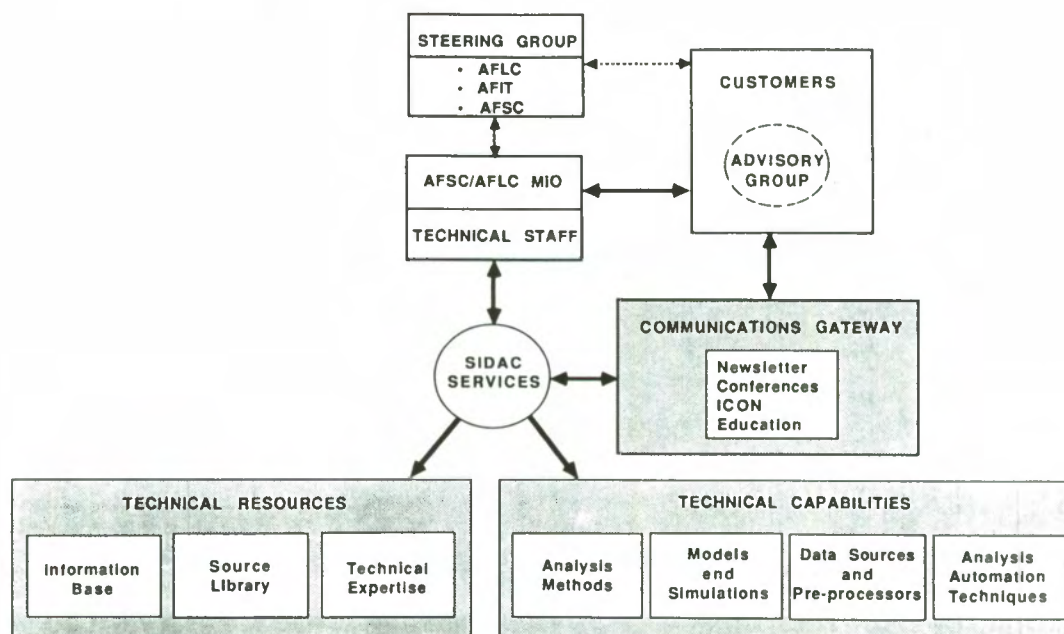 STEERING GROUP
• AFLC
• AFIT
• AFSC
CUSTOMERS
ADVISORY
GROUP
AFSC/AFLC MIO
TECHNICAL STAFF
COMMUNICATIONS GATEWAY
Newsletter
Conferences
ICON
Education
SIDAC
SERVICES
TECHNICAL RESOURCES
Information
Base
Source
Library
Technical
Expertise
TECHNICAL CAPABILITIES
Analysis
Methods
Models
end
Simulations
Data Sources
and
Pre-processors
Analysis
Automation
Techniques